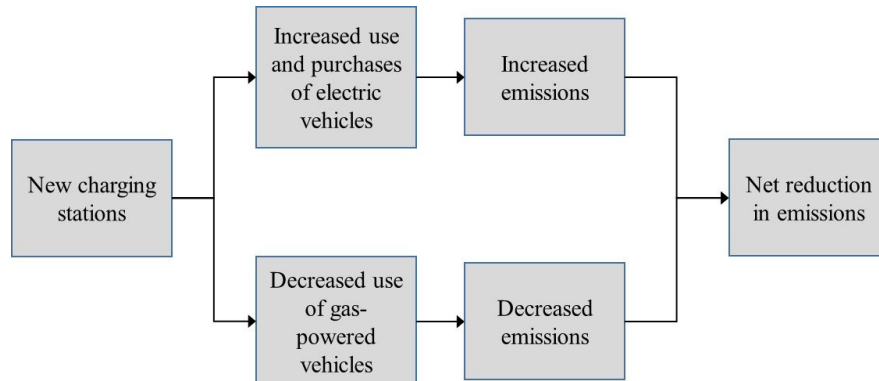 New charging
stations
Increased use
and purchases
of electric
vehicles
Increased
emissions
Decreased use
of gas-
powered
vehicles
Decreased
emissions
Net reduction
in emissions